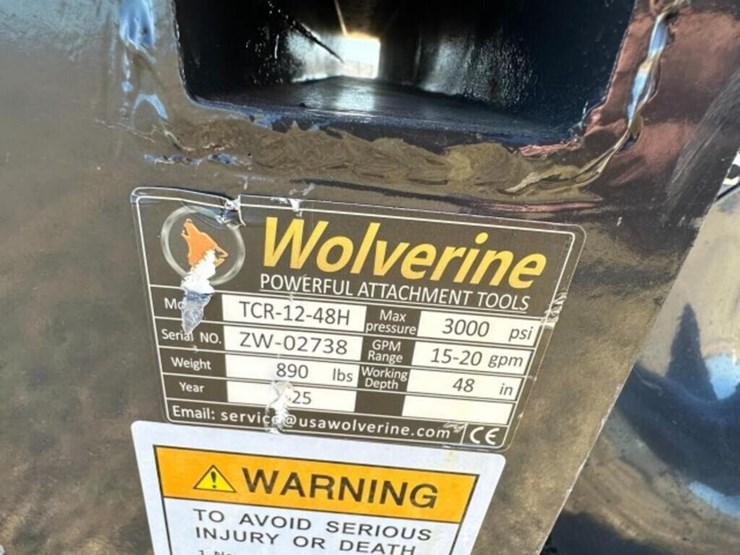 Wolverine
POWERFUL ATTACHMENT TOOLS
TCR-12-48H Max pressure 3000 psi
Serial NO. ZW-02738 GPM Range 15-20 gpm
Weight 890 lbs Working Depth 48 in
Year 25
Email: service@usawolverine.com CE
WARNING
TO AVOID SERIOUS
INJURY OR DEATH